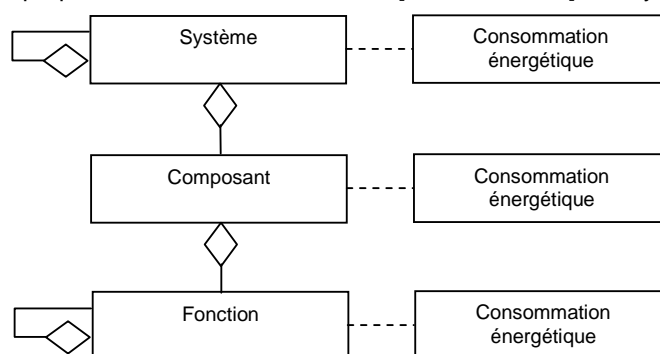 Système
Consommation
énergétique
Composant
Consommation
énergétique
Fonction
Consommation
énergétique